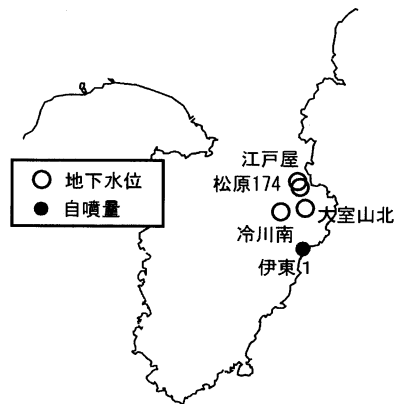 江戸屋
松原174
地下水位
自噴量
大室山北
冷川南
伊東1